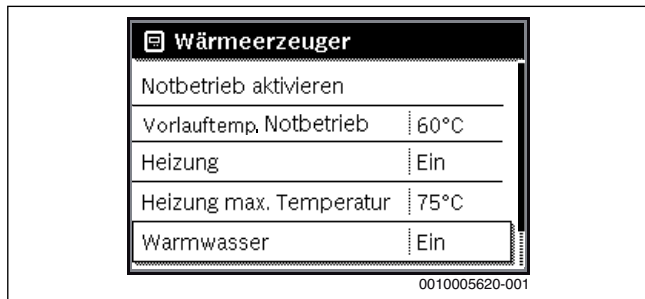 Wärmeerzeuger
Notbetrieb aktivieren
Vorlauftemp. Notbetrieb 60°C
Heizung Ein
Heizung max. Temperatur 75°C
Warmwasser Ein
0010005620-001